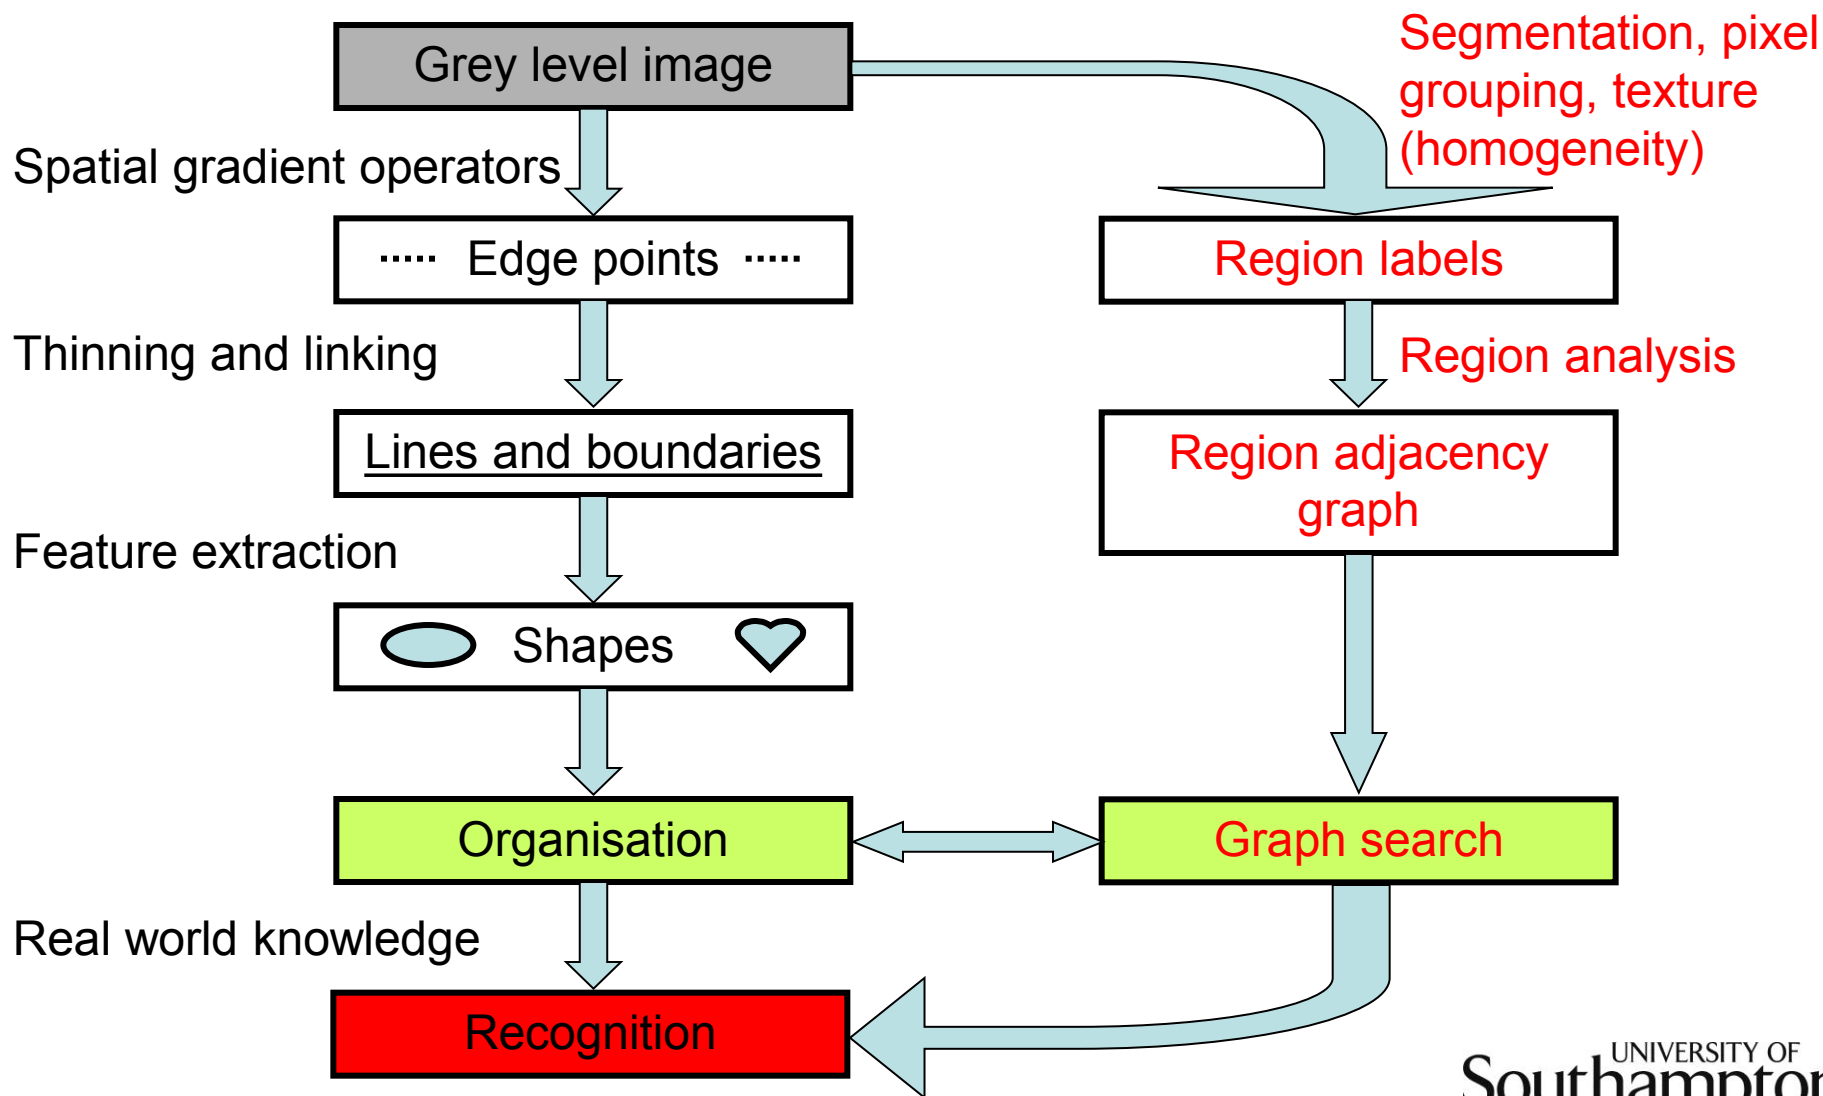 Grey level image
Segmentation, pixel
grouping, texture
(homogeneity)
Spatial gradient operators
Edge points
Region labels
Thinning and linking
Region analysis
Lines and boundaries
Region adjacency
graph
Feature extraction
Shapes
Organisation
Graph search
Real world knowledge
Recognition
UNIVERSITY OF
Southampton